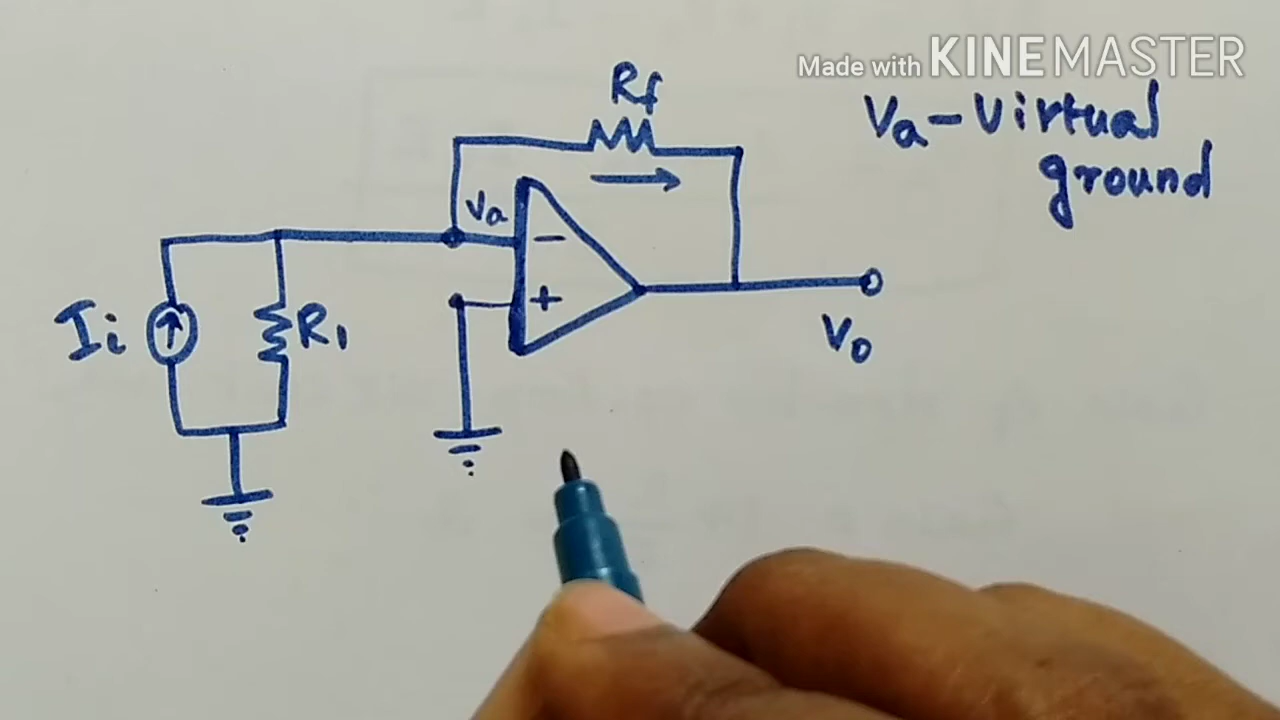 Made with KINEMASTER
Rf
Va - Virtual
ground
Va
−
+
Ii
R1
Vo